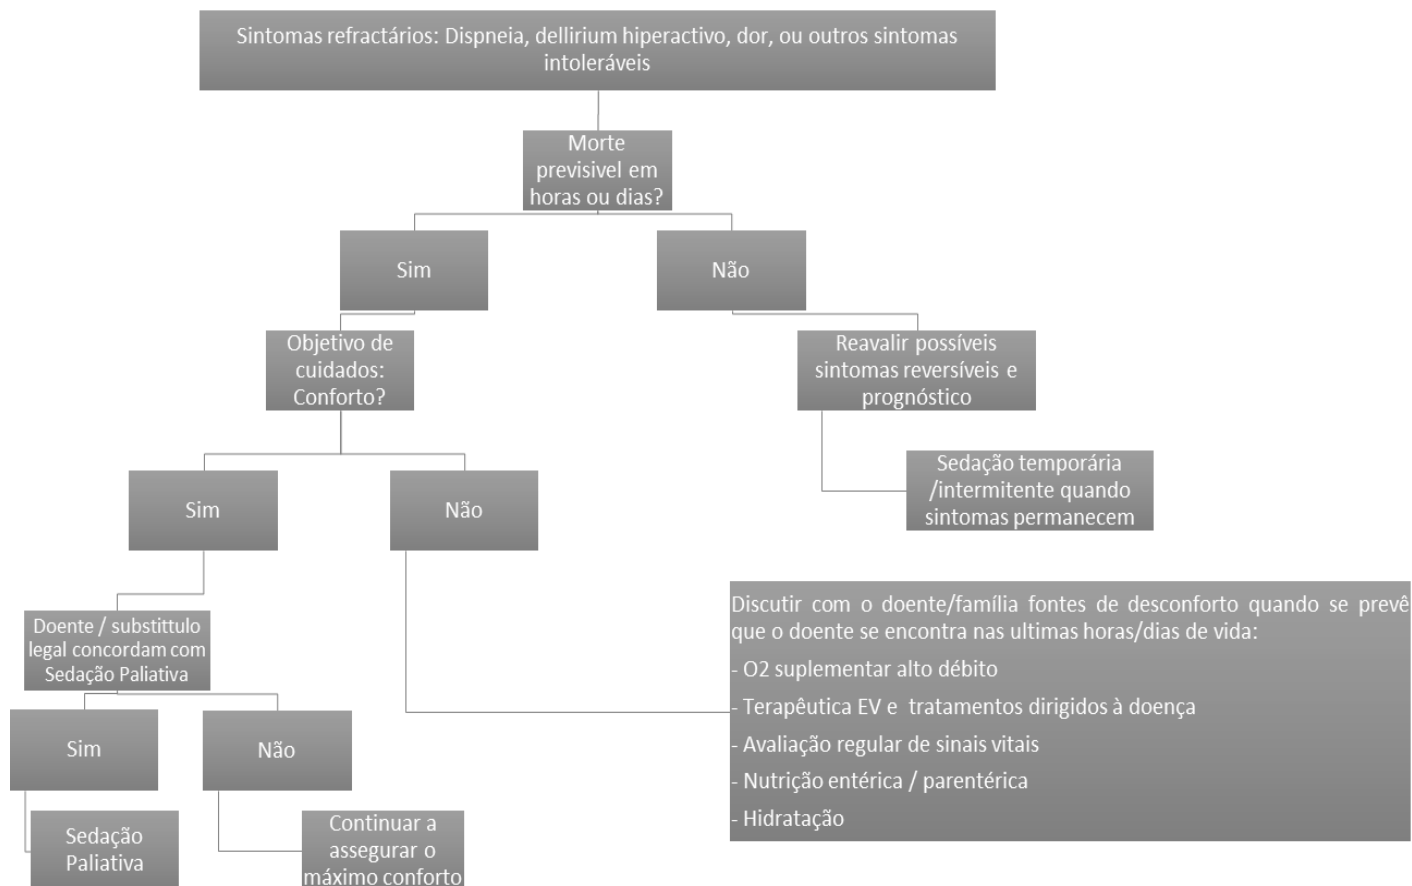 Sintomas refractários: Dispneia, dellirium hiperactivo, dor, ou outros sintomas
intoleráveis
Morte
previsivel em
horas ou dias?
Sim
Não
Objetivo de
cuidados:
Conforto?
Reavalir possíveis
sintomas reversíveis e
prognóstico
Sim
Não
Sedação temporária
/intermitente quando
sintomas permanecem
Doente / substittulo
legal concordam com
Sedação Paliativa
Discutir com o doente/família fontes de desconforto quando se prevê
que o doente se encontra nas ultimas horas/dias de vida:
- O2 suplementar alto débito
- Terapêutica EV e tratamentos dirigidos à doença
- Avaliação regular de sinais vitais
- Nutrição entérica / parentérica
- Hidratação
Sim
Não
Sedação
Paliativa
Continuar a
assegurar o
máximo conforto